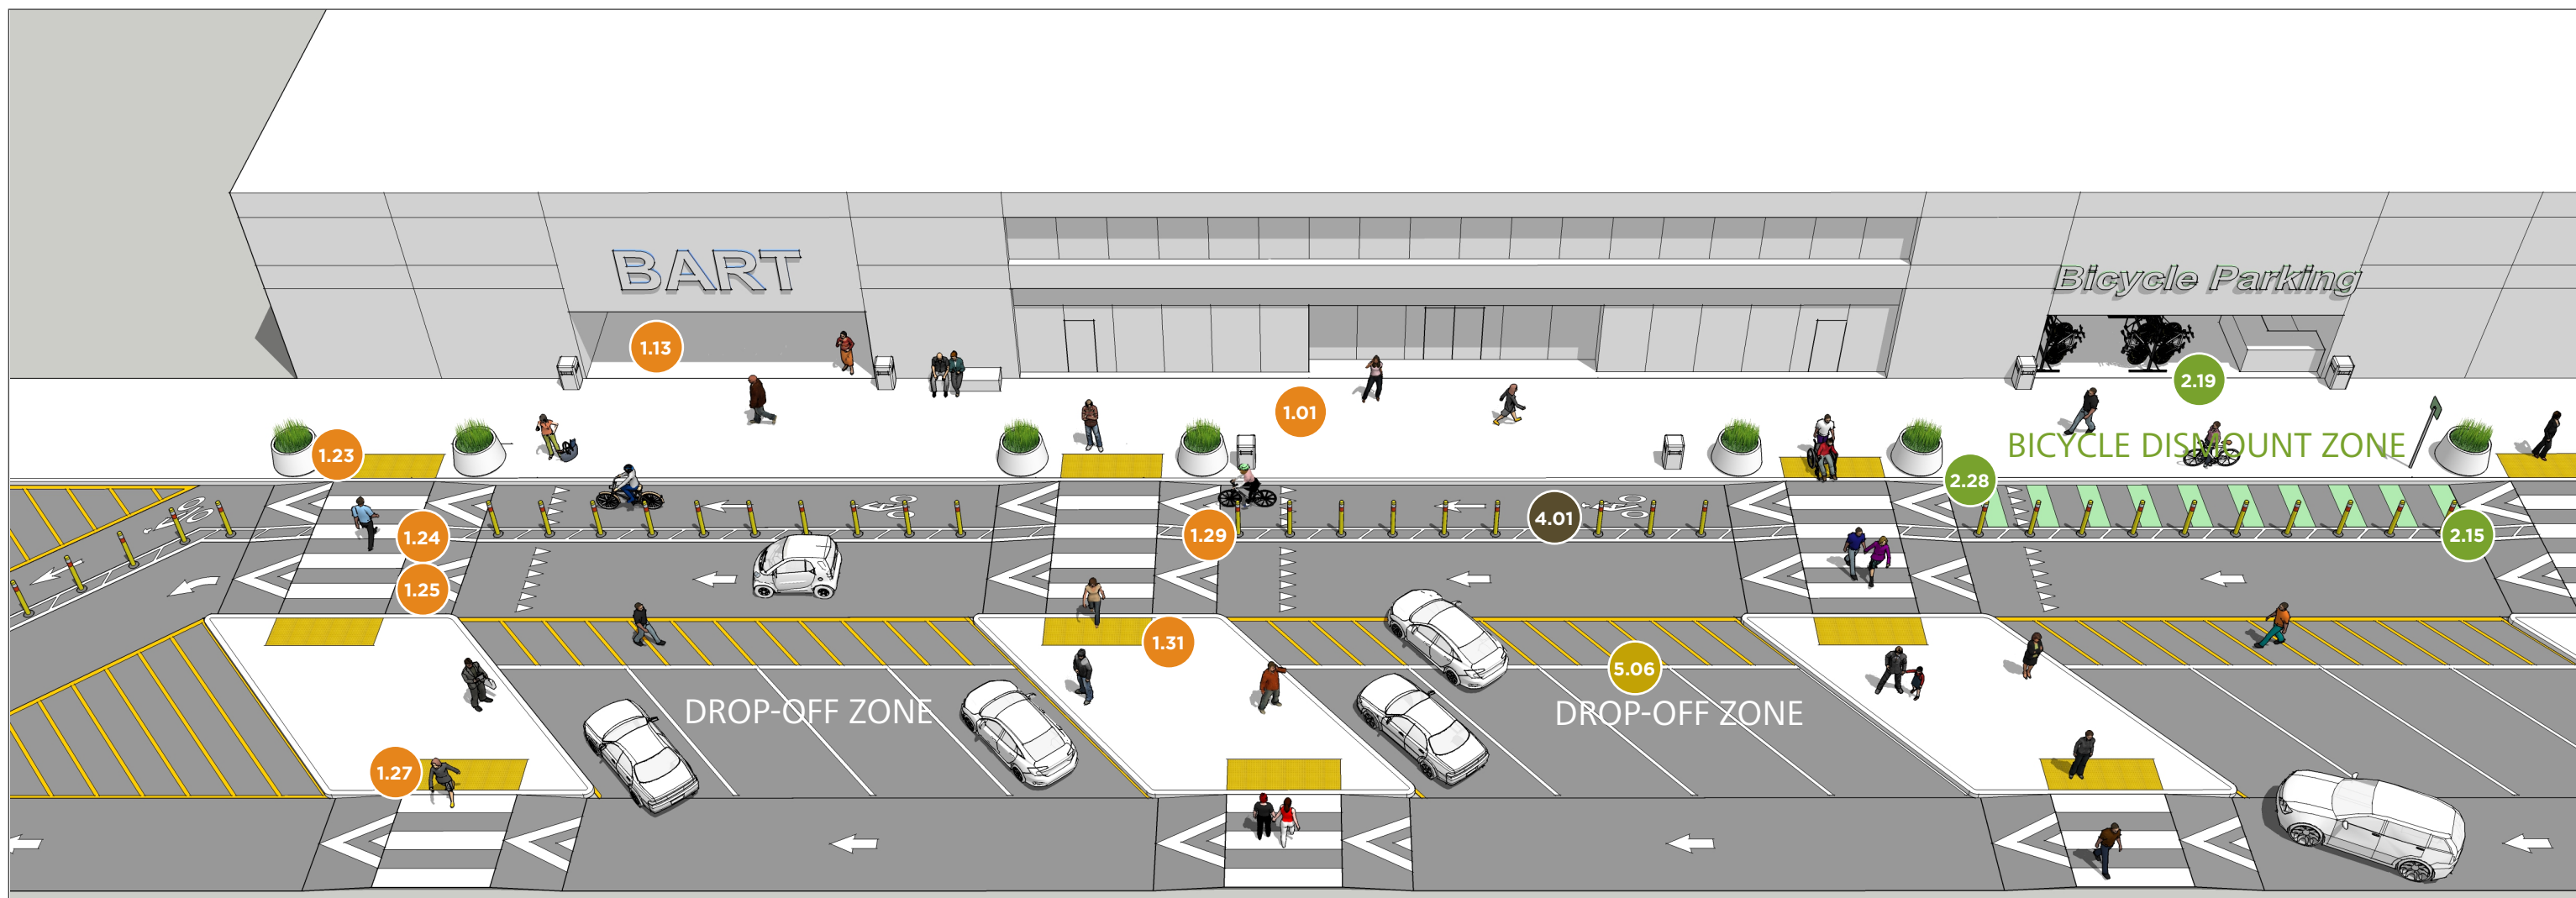 BART
Bicycle Parking
1.13
2.19
1.01
1.23
BICYCLE DISMOUNT ZONE
2.28
4.01
1.24
1.29
2.15
1.25
1.31
5.06
DROP-OFF ZONE
DROP-OFF ZONE
1.27